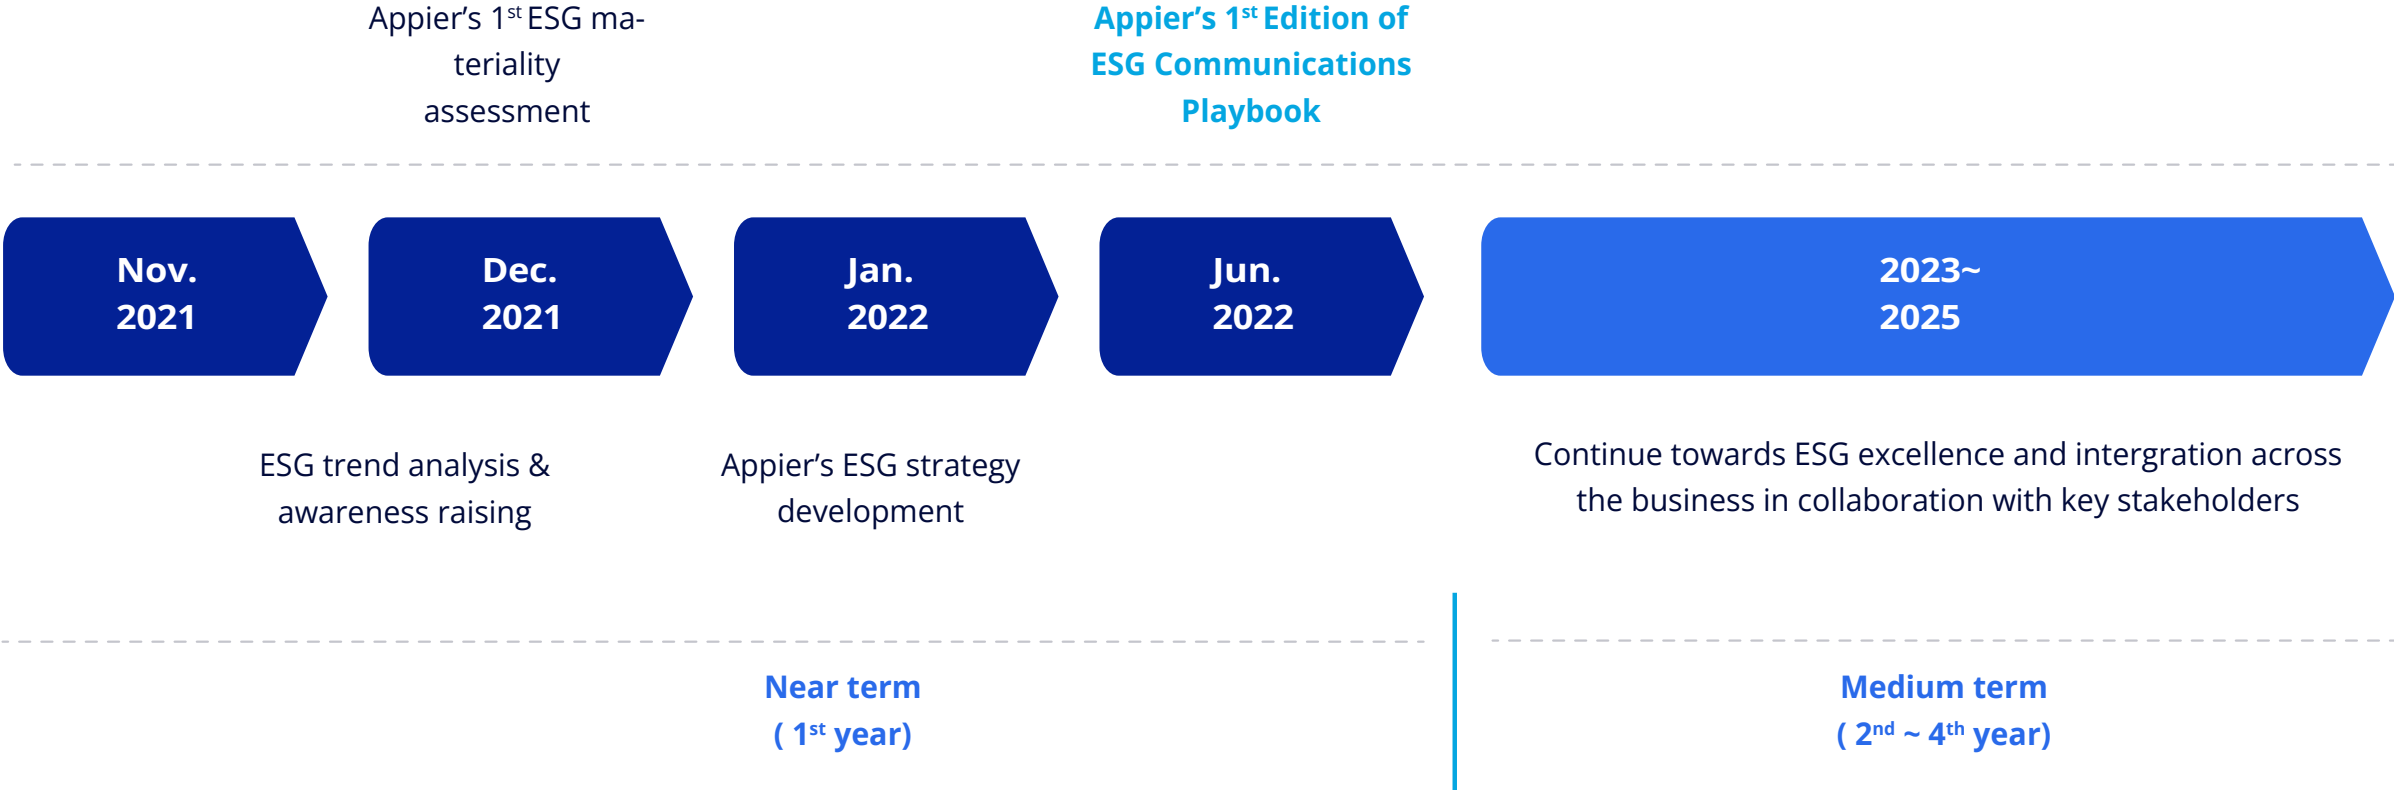 Appier’s 1st ESG ma-
teriality
assessment
Appier’s 1st Edition of
ESG Communications
Playbook
Nov.
2021
Dec.
2021
Jan.
2022
Jun.
2022
2023~
2025
ESG trend analysis &
awareness raising
Appier’s ESG strategy
development
Continue towards ESG excellence and intergration across
the business in collaboration with key stakeholders
Near term
( 1st year)
Medium term
( 2nd ~ 4th year)